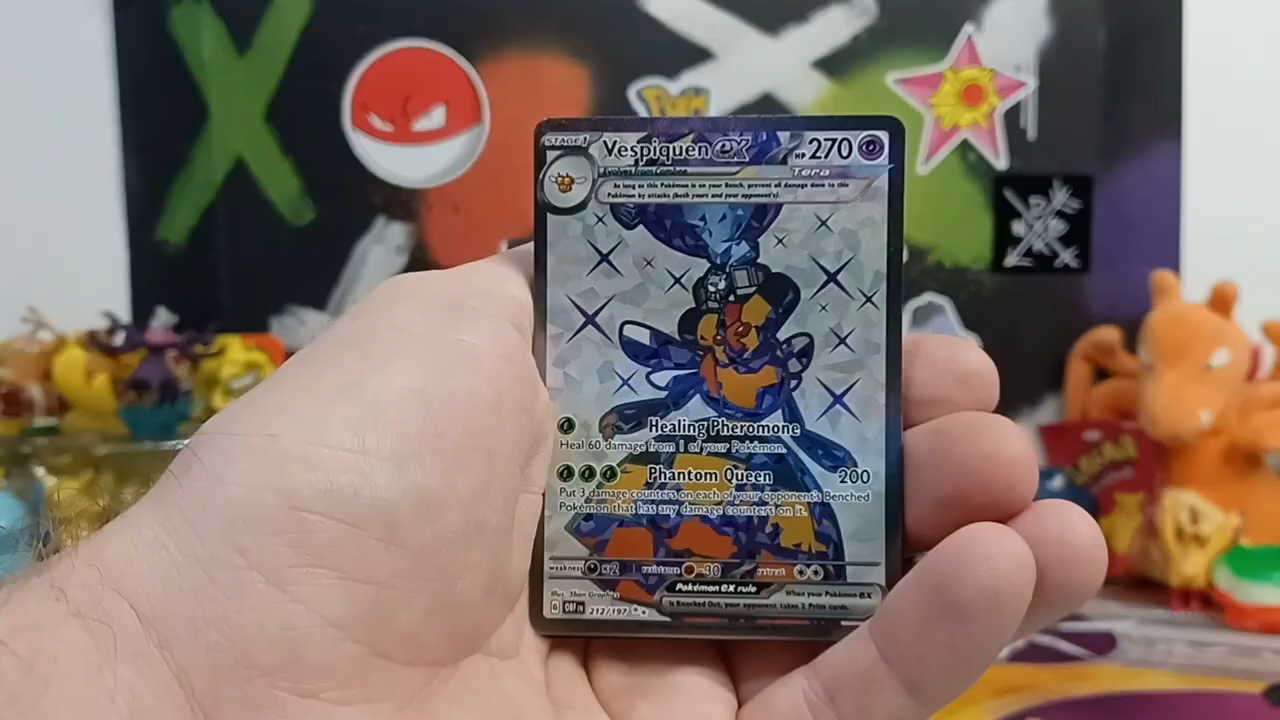 STAGE 1 Vespiquen ex HP 270
Evolves from Combee Tera
As long as this Pokémon is on your Bench, prevent all damage done to this
Pokémon by attacks (both yours and your opponent's).
Healing Pheromone
Heal 60 damage from 1 of your Pokémon.
Phantom Queen 200
Put 3 damage counters on each of your opponent's Benched
Pokémon that has any damage counters on it.
weakness ×2 resistance -30 retreat
Pokémon ex rule When your Pokémon ex
is Knocked Out, your opponent takes 2 Prize cards.
Illus. 5ban Graphics
G OBF EN 212/197